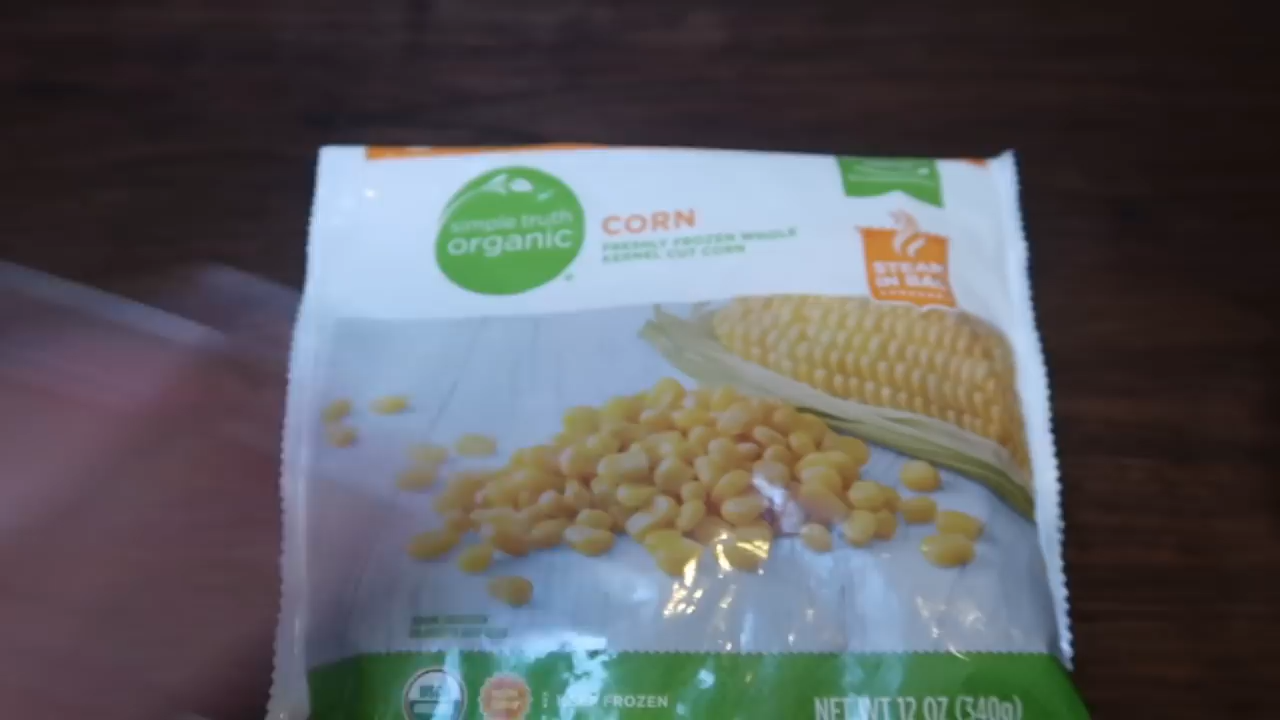 simple truth
organic
CORN
FRESHLY FROZEN WHOLE
KERNEL CUT CORN
STEAM
IN BAG
KEEP FROZEN
NET WT 12 OZ (340g)